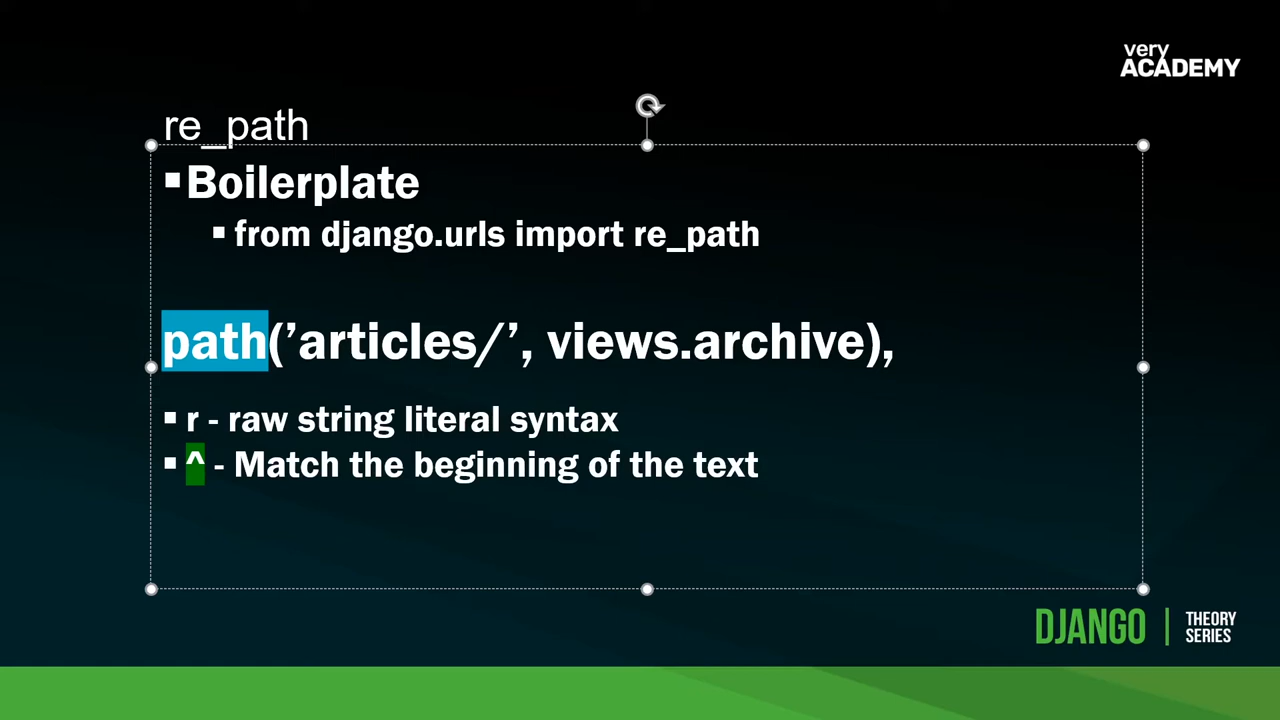 very
ACADEMY
re_path
▪Boilerplate
▪ from django.urls import re_path
path(’articles/’, views.archive),
▪ r - raw string literal syntax
▪ ^ - Match the beginning of the text
DJANGO | THEORY
SERIES